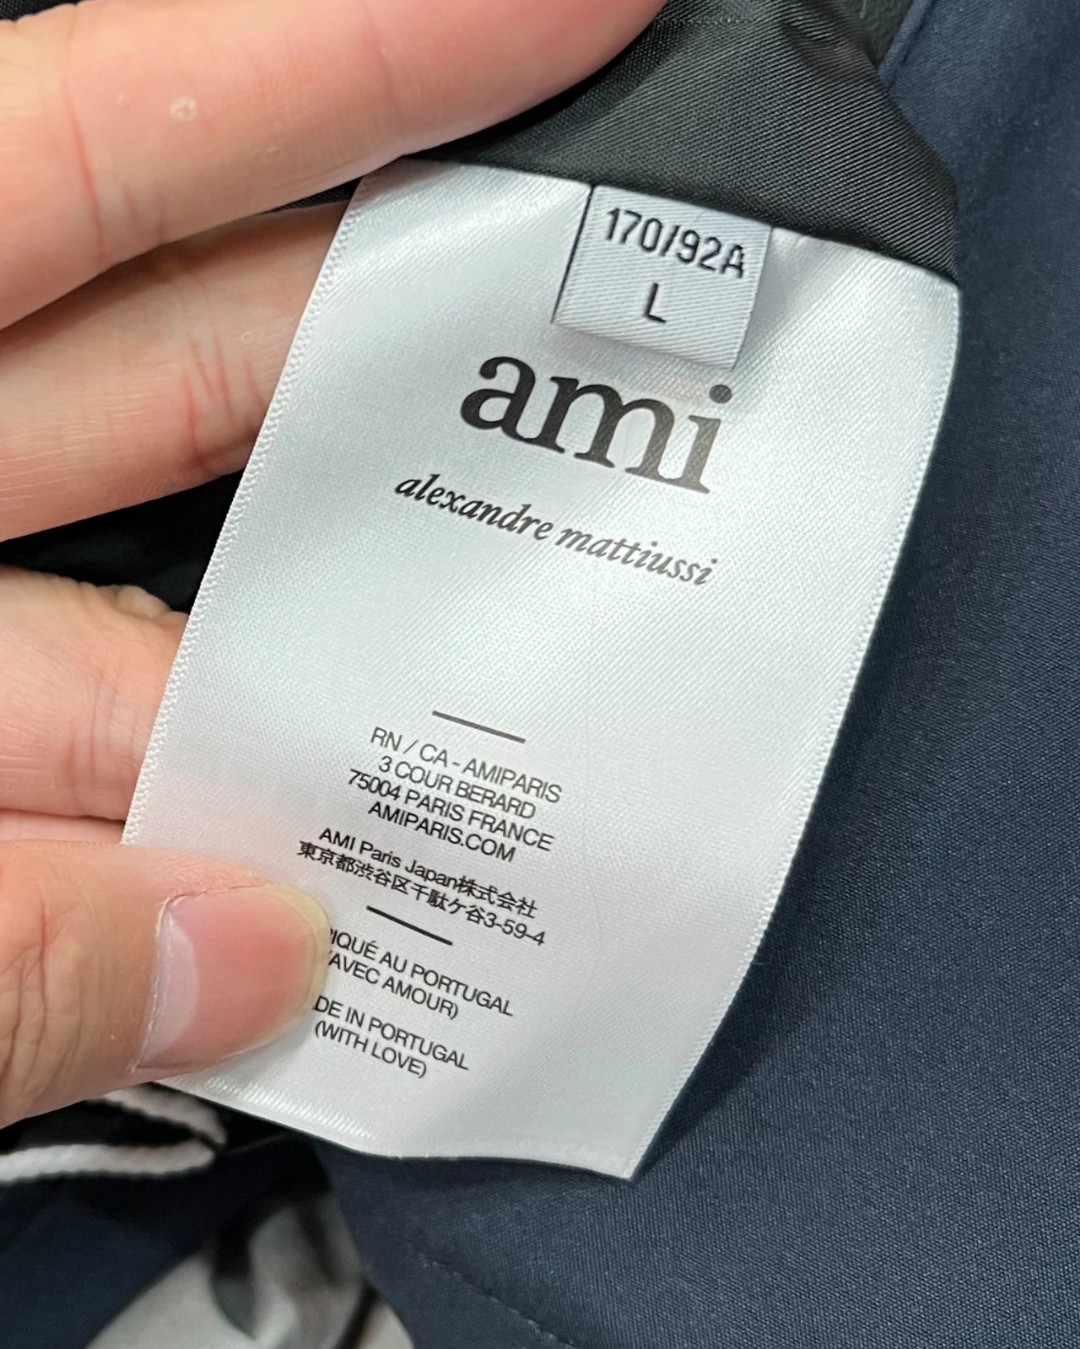 170/92A
L
ami
alexandre mattiussi
RN / CA - AMIPARIS
3 COUR BERARD
75004 PARIS FRANCE
AMIPARIS.COM
AMI Paris Japan株式会社
東京都渋谷区千駄ケ谷3-59-4
AU PORTUGAL
(AVEC AMOUR)
IN PORTUGAL
(WITH LOVE)